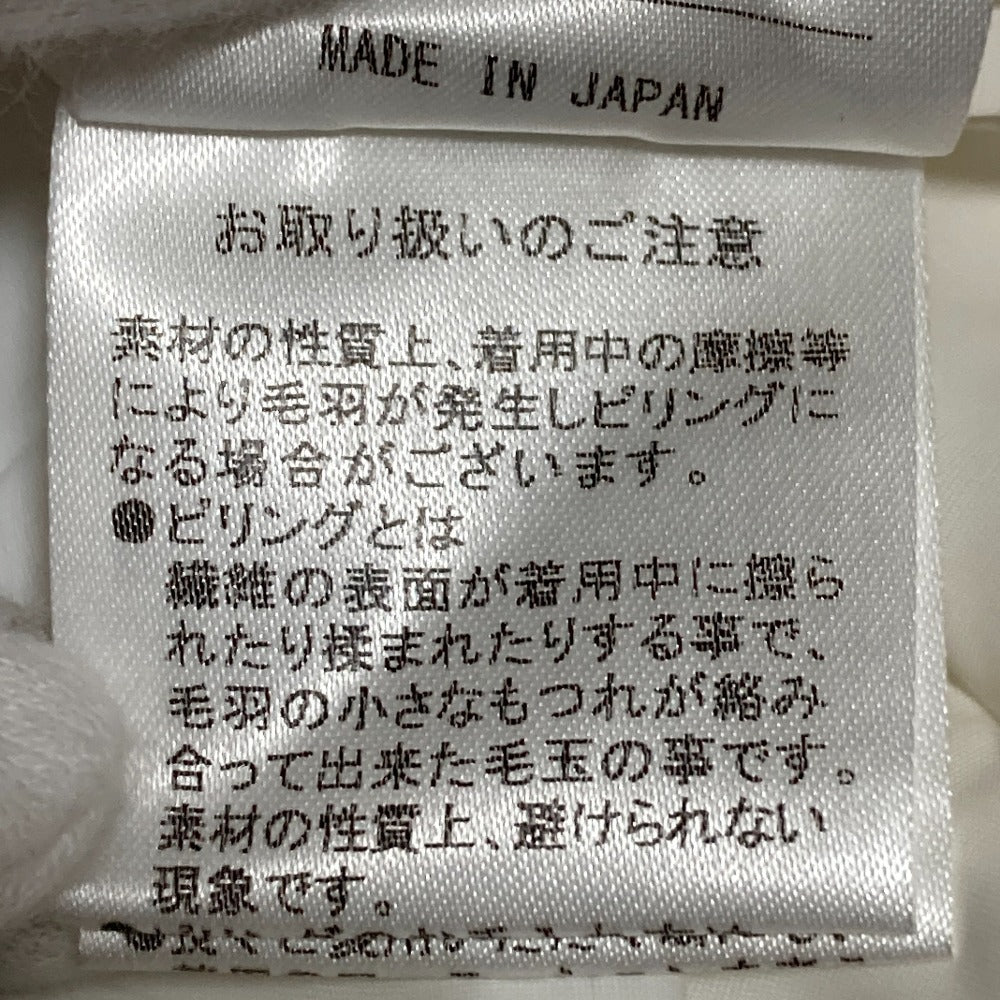 MADE IN JAPAN
お取り扱いのご注意
素材の性質上、着用中の摩擦等
により毛羽が発生しピリングに
なる場合がございます。
●ピリングとは
繊維の表面が着用中に擦ら
れたり揉まれたりする事で、
毛羽の小さなもつれが絡み
合って出来た毛玉の事です。
素材の性質上、避けられない
現象です。